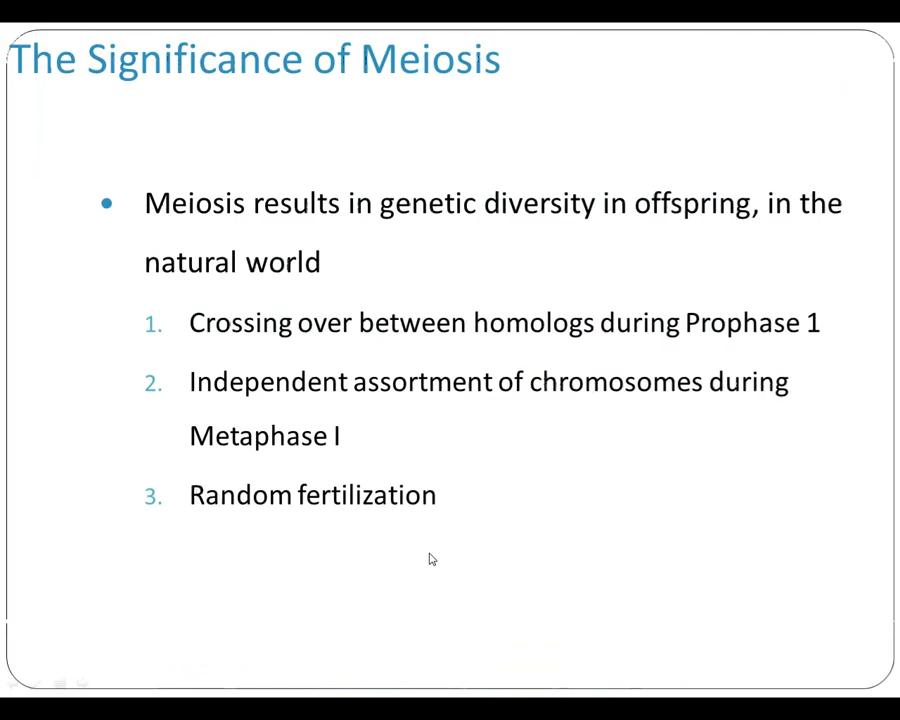 The Significance of Meiosis
• Meiosis results in genetic diversity in offspring, in the
natural world
1. Crossing over between homologs during Prophase 1
2. Independent assortment of chromosomes during
Metaphase I
3. Random fertilization